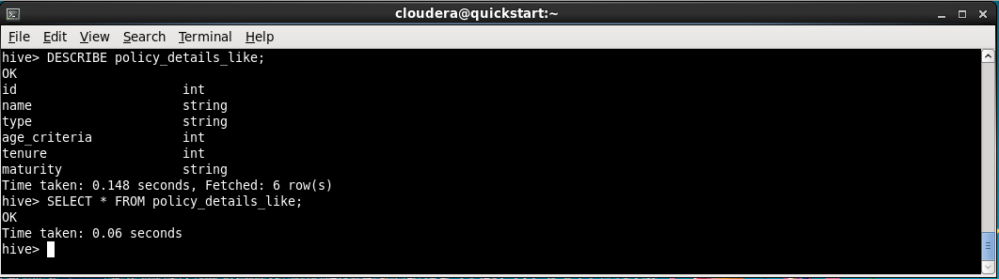 cloudera@quickstart:~
File Edit View Search Terminal Help
hive> DESCRIBE policy_details_like;
OK
id                      int
name                    string
type                    string
age_criteria            int
tenure                  int
maturity                string
Time taken: 0.148 seconds, Fetched: 6 row(s)
hive> SELECT * FROM policy_details_like;
OK
Time taken: 0.06 seconds
hive>